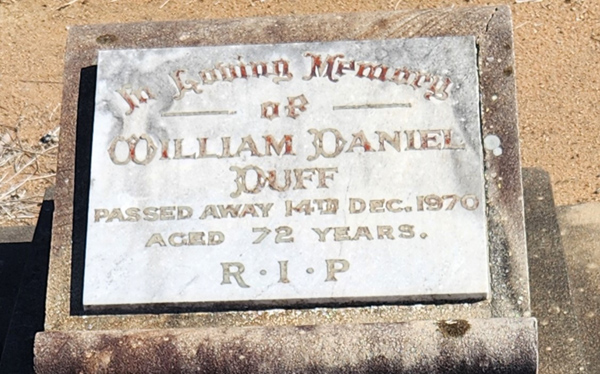 In Loving Memory
OF
WILLIAM DANIEL
DUFF
PASSED AWAY 14TH DEC. 1970
AGED 72 YEARS.
R·I·P